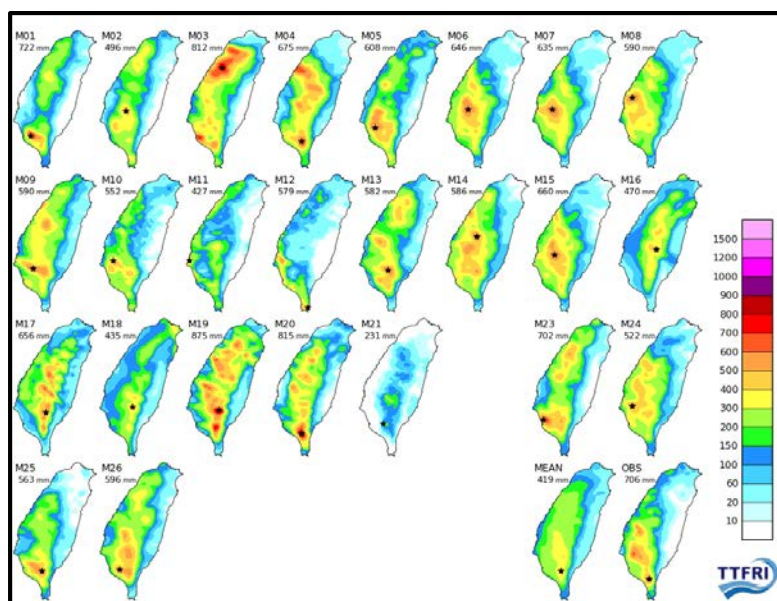 M01 M02 M03 M04 M05 M06 M07 M08
722 mm 496 mm 812 mm 675 mm 608 mm 646 mm 635 mm 590 mm
M09 M10 M11 M12 M13 M14 M15 M16
590 mm 552 mm 427 mm 579 mm 582 mm 586 mm 660 mm 470 mm
M17 M18 M19 M20 M21 M23 M24
656 mm 435 mm 875 mm 815 mm 231 mm 702 mm 522 mm
M25 M26 MEAN OBS
563 mm 596 mm 419 mm 706 mm
1500
1200
1000
900
800
700
600
500
400
300
200
150
100
60
20
10
TTFRI